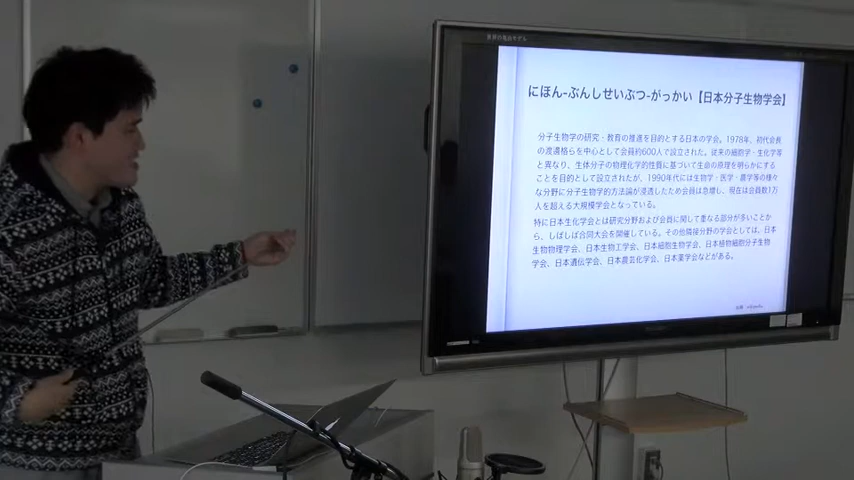 にほん-ぶんしせいぶつ-がっかい【日本分子生物学会】
分子生物学の研究・教育の推進を目的とする日本の学会。1978年、初代会長
の渡邉格らを中心として会員約600人で設立された。従来の細胞学・生化学等
と異なり、生体分子の物理化学的性質に基づいて生命の原理を明らかにする
ことを目的として設立されたが、1990年代には生物学・医学・農学等の様々
な分野に分子生物学的方法論が浸透したため会員は急増し、現在は会員数1万
人を超える大規模学会となっている。
特に日本生化学会とは研究分野および会員に関して重なる部分が多いことか
ら、しばしば合同大会を開催している。その他隣接分野の学会としては、日本
生物物理学会、日本生物工学会、日本細胞生物学会、日本植物細胞分子生物
学会、日本遺伝学会、日本農芸化学会、日本薬学会などがある。